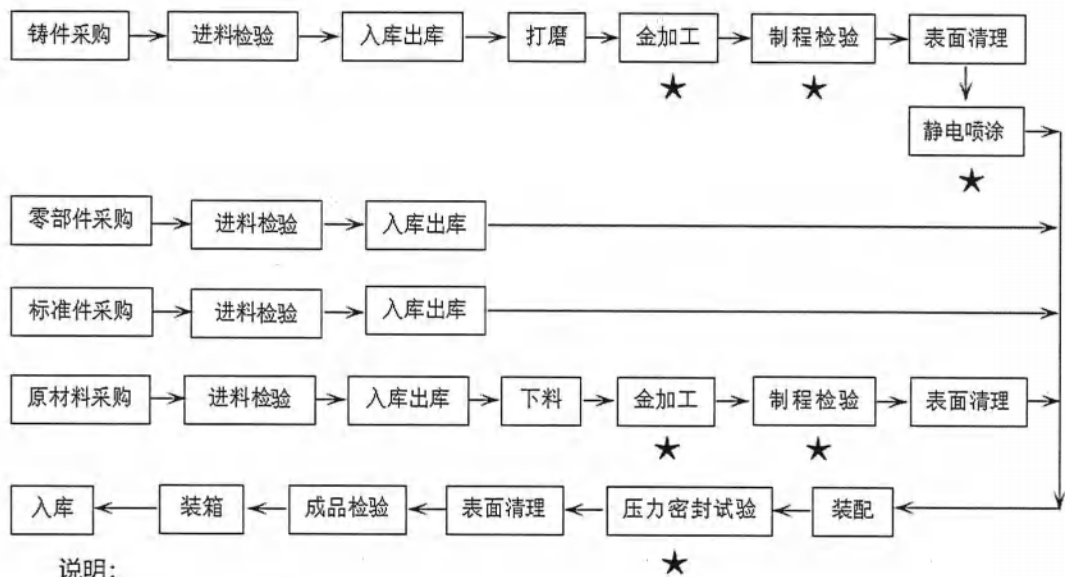 铸件采购 进料检验 入库出库 打磨 金加工 制程检验 表面清理
★ ★
静电喷涂
★
零部件采购 进料检验 入库出库
标准件采购 进料检验 入库出库
原材料采购 进料检验 入库出库 下料 金加工 制程检验 表面清理
★ ★
入库 装箱 成品检验 表面清理 压力密封试验 装配
★
说明: